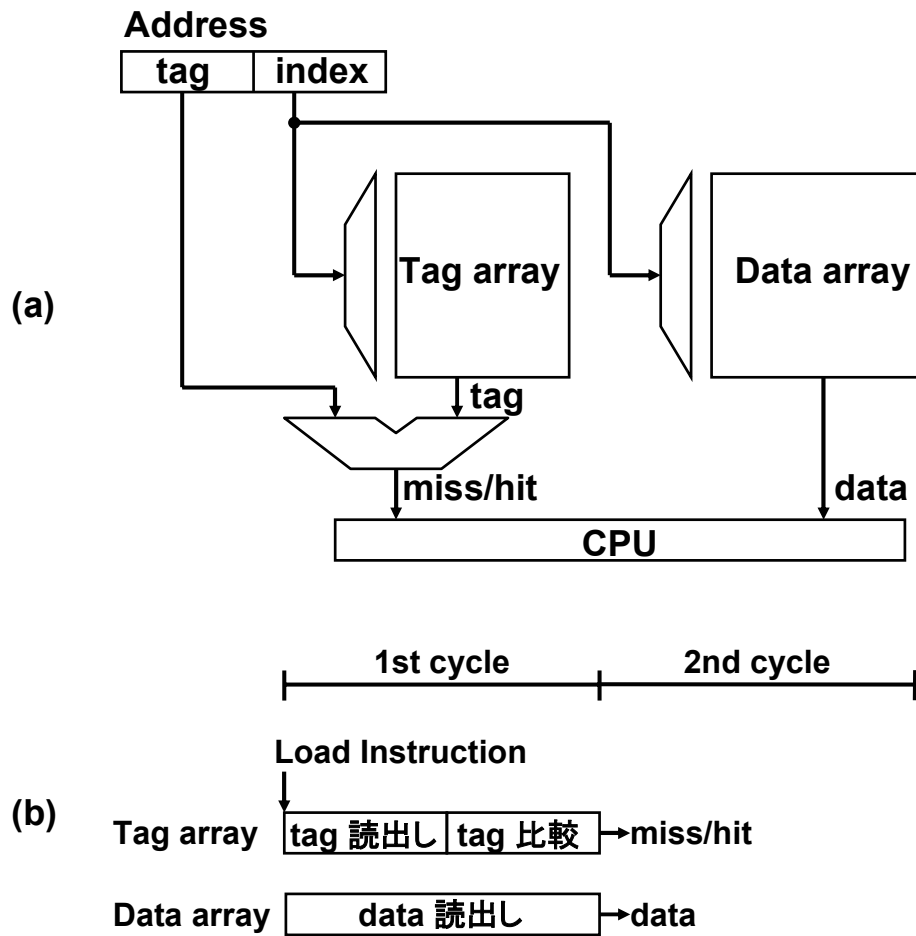 Address
tag index
(a)
Tag array
Data array
tag
miss/hit
data
CPU
1st cycle 2nd cycle
Load Instruction
(b)
Tag array tag 読出し tag 比較 miss/hit
Data array data 読出し data